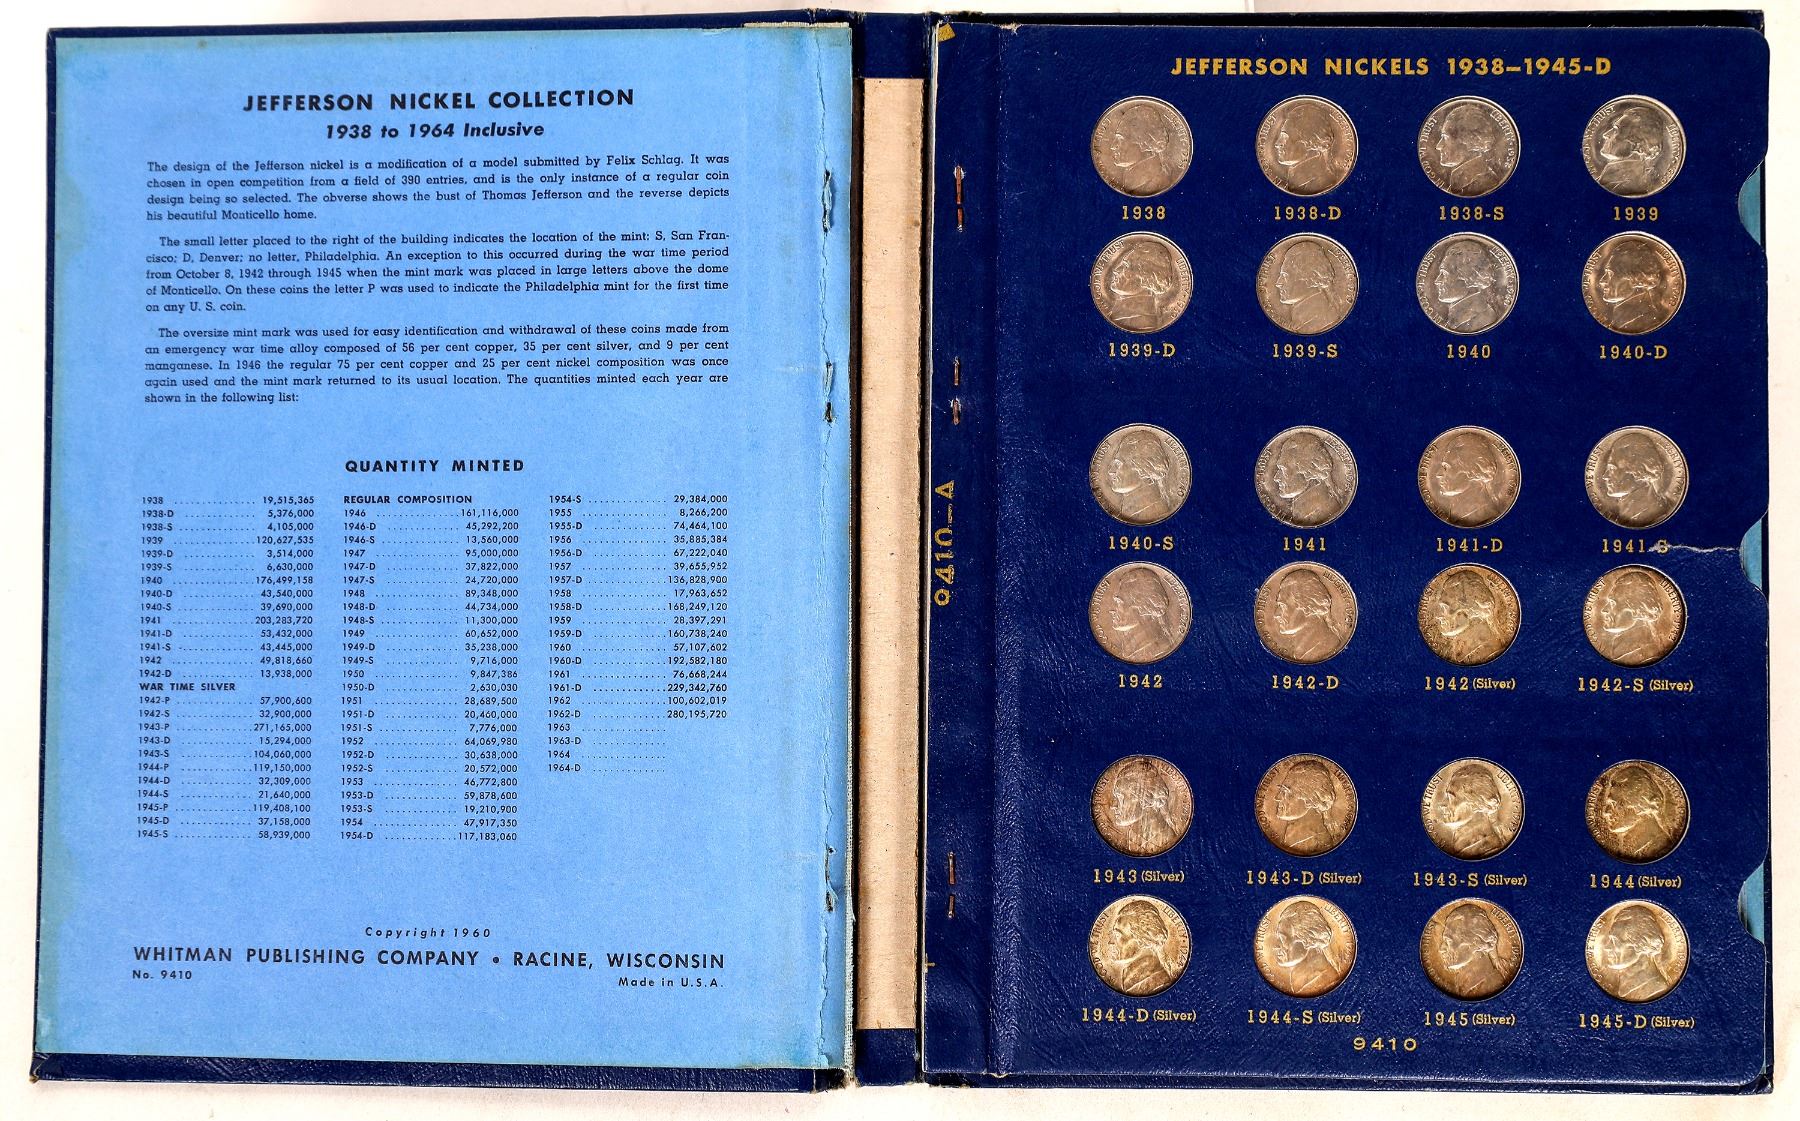 JEFFERSON NICKEL COLLECTION
1938 to 1964 Inclusive
The design of the Jefferson nickel is a modification of a model submitted by Felix Schlag. It was
chosen in open competition from a field of 390 entries, and is the only instance of a regular coin
design being so selected. The obverse shows the bust of Thomas Jefferson and the reverse depicts
his beautiful Monticello home.
The small letter placed to the right of the building indicates the location of the mint: S, San Fran-
cisco; D, Denver; no letter, Philadelphia. An exception to this occurred during the war time period
from October 8, 1942 through 1945 when the mint mark was placed in large letters above the dome
of Monticello. On these coins the letter P was used to indicate the Philadelphia mint for the first time
on any U. S. coin.
The oversize mint mark was used for easy identification and withdrawal of these coins made from
an emergency war time alloy composed of 56 per cent copper, 35 per cent silver, and 9 per cent
manganese. In 1946 the regular 75 per cent copper and 25 per cent nickel composition was once
again used and the mint mark returned to its usual location. The quantities minted each year are
shown in the following list:
QUANTITY MINTED
1938 ................ 19,515,365
1938-D ................ 5,376,000
1938-S ................ 4,105,000
1939 ................ 120,627,535
1939-D ................ 3,514,000
1939-S ................ 6,630,000
1940 ................ 176,499,158
1940-D ................ 43,540,000
1940-S ................ 39,690,000
1941 ................ 203,283,720
1941-D ................ 53,432,000
1941-S ................ 43,445,000
1942 ................ 49,818,660
1942-D ................ 13,938,000
WAR TIME SILVER
1942-P ................ 57,900,600
1942-S ................ 32,900,000
1943-P ................ 271,165,000
1943-D ................ 15,294,000
1943-S ................ 104,060,000
1944-P ................ 119,150,000
1944-D ................ 32,309,000
1944-S ................ 21,640,000
1945-P ................ 119,408,100
1945-D ................ 37,158,000
1945-S ................ 58,939,000
REGULAR COMPOSITION
1946 ................ 161,116,000
1946-D ................ 45,292,200
1946-S ................ 13,560,000
1947 ................ 95,000,000
1947-D ................ 37,822,000
1947-S ................ 24,720,000
1948 ................ 89,348,000
1948-D ................ 44,734,000
1948-S ................ 11,300,000
1949 ................ 60,652,000
1949-D ................ 35,238,000
1949-S ................ 9,716,000
1950 ................ 9,847,386
1950-D ................ 2,630,030
1951 ................ 28,689,500
1951-D ................ 20,460,000
1951-S ................ 7,776,000
1952 ................ 64,069,980
1952-D ................ 30,638,000
1952-S ................ 20,572,000
1953 ................ 46,772,800
1953-D ................ 59,878,600
1953-S ................ 19,210,900
1954 ................ 47,917,350
1954-D ................ 117,183,060
1954-S ................ 29,384,000
1955 ................ 8,266,200
1955-D ................ 74,464,100
1956 ................ 35,885,384
1956-D ................ 67,222,040
1957 ................ 39,655,952
1957-D ................ 136,828,900
1958 ................ 17,963,652
1958-D ................ 168,249,120
1959 ................ 28,397,291
1959-D ................ 160,738,240
1960 ................ 57,107,602
1960-D ................ 192,582,180
1961 ................ 76,668,244
1961-D ................ 229,342,760
1962 ................ 100,602,019
1962-D ................ 280,195,720
1963 ................
1963-D ................
1964 ................
1964-D ................
Copyright 1960
WHITMAN PUBLISHING COMPANY • RACINE, WISCONSIN
No. 9410
Made in U.S.A.
9410—A
JEFFERSON NICKELS 1938—1945-D
1938 1938-D 1938-S 1939
1939-D 1939-S 1940 1940-D
1940-S 1941 1941-D 1941-S
1942 1942-D 1942 (Silver) 1942-S (Silver)
1943 (Silver) 1943-D (Silver) 1943-S (Silver) 1944 (Silver)
1944-D (Silver) 1944-S (Silver) 1945 (Silver) 1945-D (Silver)
9410